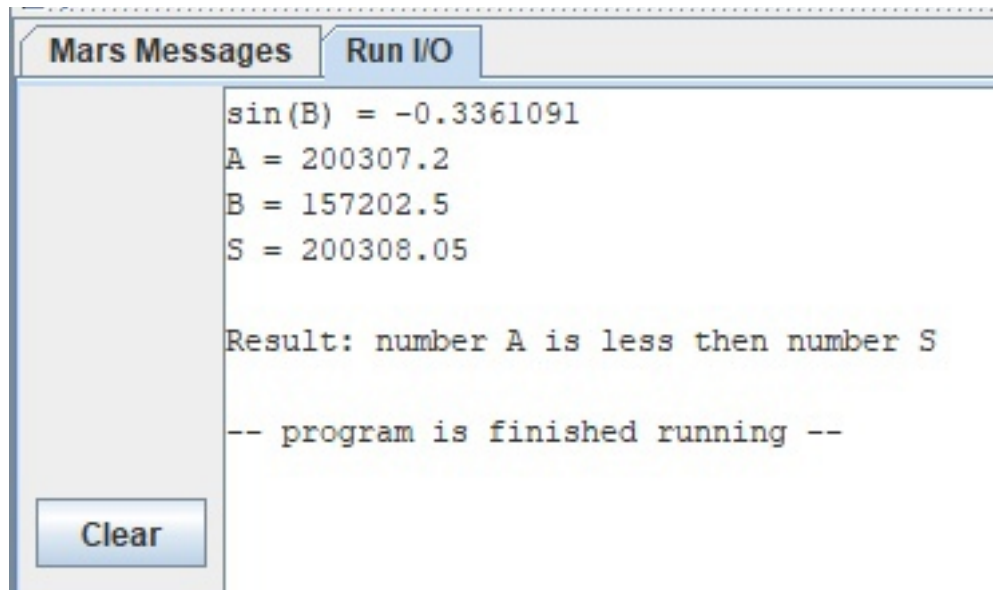 Mars Messages
Run I/O
sin(B) = -0.3361091
A = 200307.2
B = 157202.5
S = 200308.05
Result: number A is less then number S
-- program is finished running --
Clear